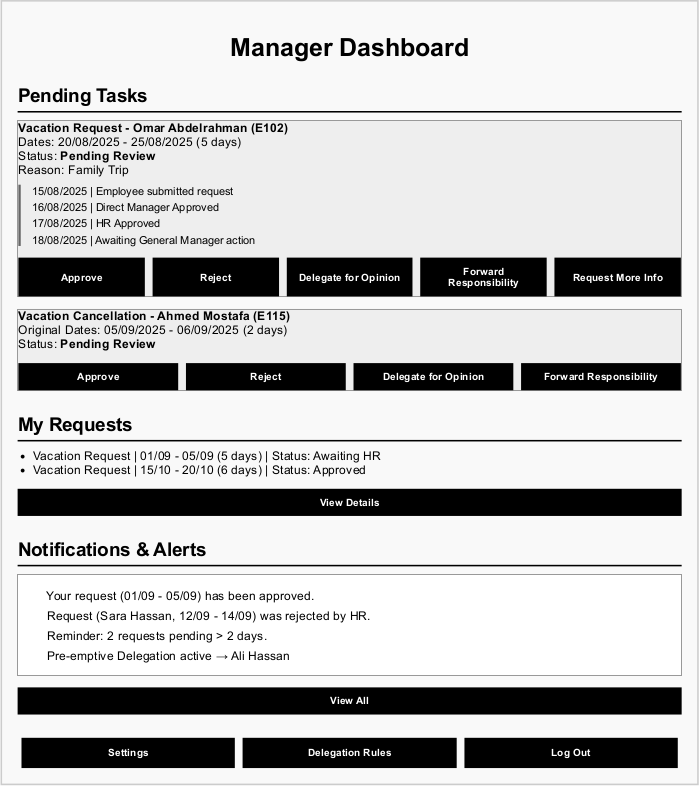 Manager Dashboard
Pending Tasks
Vacation Request - Omar Abdelrahman (E102)
Dates: 20/08/2025 - 25/08/2025 (5 days)
Status: Pending Review
Reason: Family Trip
15/08/2025 | Employee submitted request
16/08/2025 | Direct Manager Approved
17/08/2025 | HR Approved
18/08/2025 | Awaiting General Manager action
Approve
Reject
Delegate for Opinion
Forward
Responsibility
Request More Info
Vacation Cancellation - Ahmed Mostafa (E115)
Original Dates: 05/09/2025 - 06/09/2025 (2 days)
Status: Pending Review
Approve
Reject
Delegate for Opinion
Forward Responsibility
My Requests
• Vacation Request | 01/09 - 05/09 (5 days) | Status: Awaiting HR
• Vacation Request | 15/10 - 20/10 (6 days) | Status: Approved
View Details
Notifications & Alerts
Your request (01/09 - 05/09) has been approved.
Request (Sara Hassan, 12/09 - 14/09) was rejected by HR.
Reminder: 2 requests pending > 2 days.
Pre-emptive Delegation active → Ali Hassan
View All
Settings
Delegation Rules
Log Out